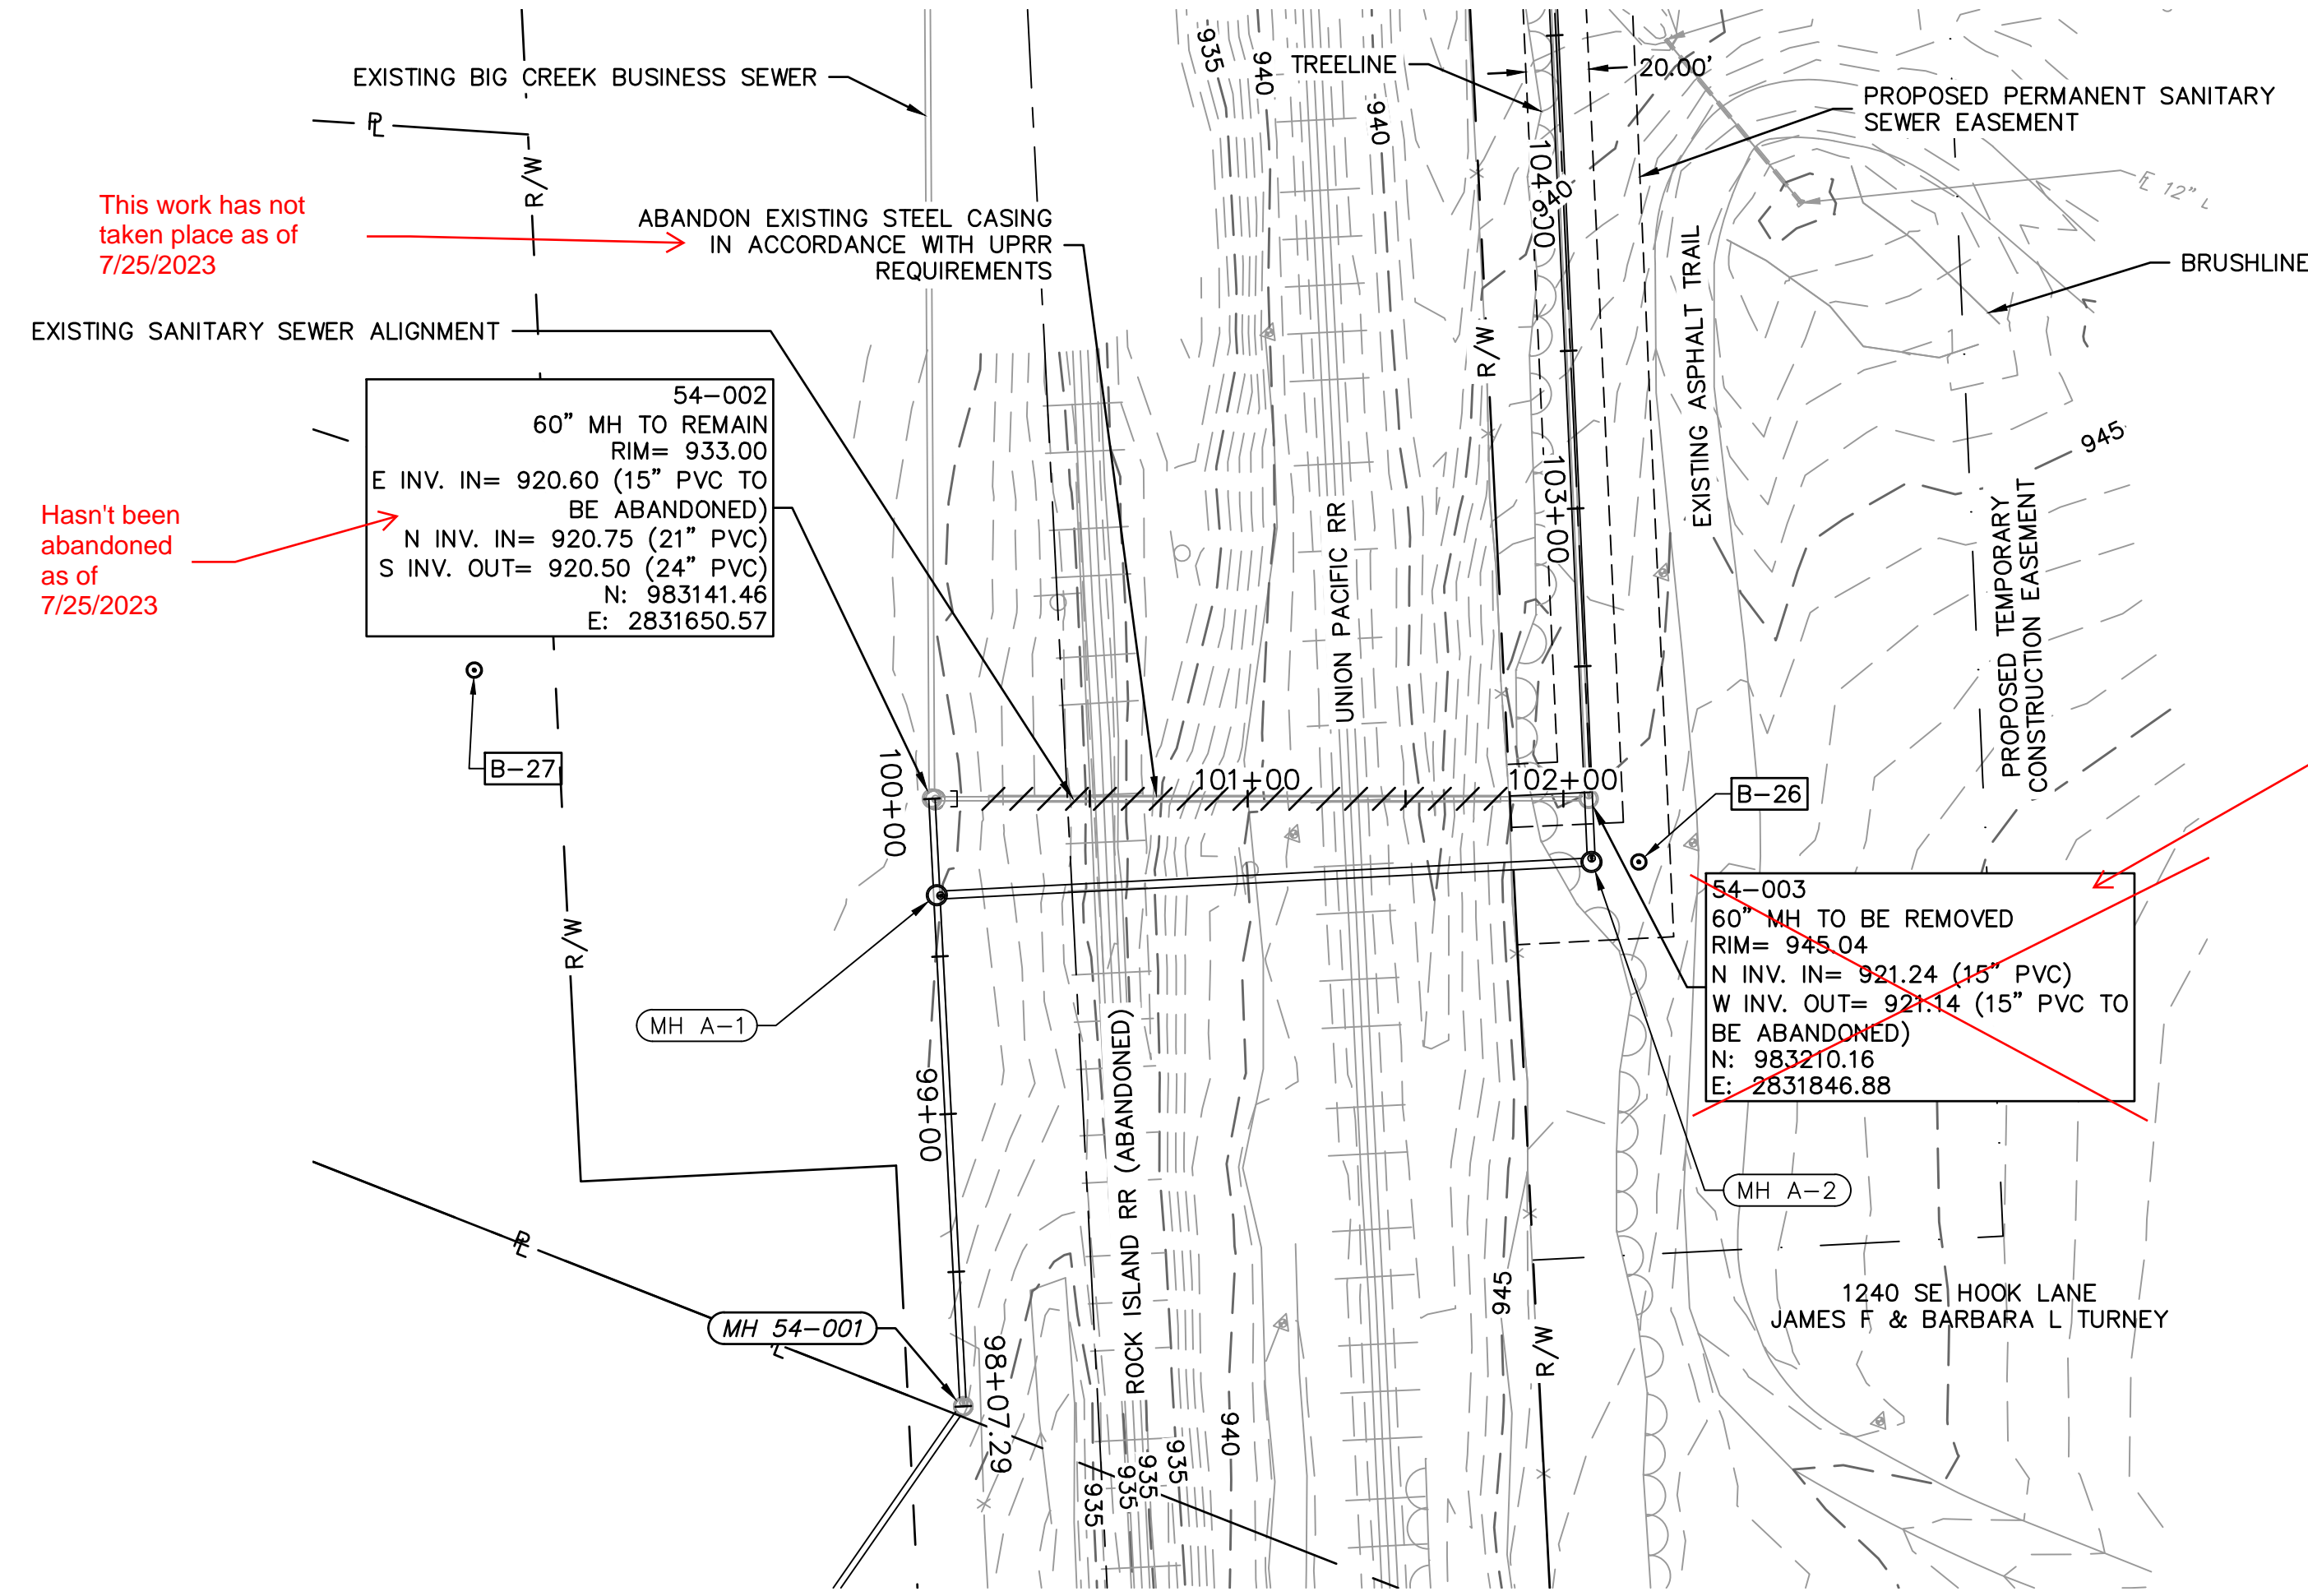 EXISTING BIG CREEK BUSINESS SEWER
TREELINE
20.00'
PROPOSED PERMANENT SANITARY
SEWER EASEMENT
935
940
940
104+00
940
R/W
This work has not
taken place as of
7/25/2023
ABANDON EXISTING STEEL CASING
IN ACCORDANCE WITH UPRR
REQUIREMENTS
12"
BRUSHLINE
EXISTING SANITARY SEWER ALIGNMENT
R/W
EXISTING ASPHALT TRAIL
54-002
60" MH TO REMAIN
RIM= 933.00
E INV. IN= 920.60 (15" PVC TO
BE ABANDONED)
N INV. IN= 920.75 (21" PVC)
S INV. OUT= 920.50 (24" PVC)
N: 983141.46
E: 2831650.57
Hasn't been
abandoned
as of
7/25/2023
945
103+00
UNION PACIFIC RR
PROPOSED TEMPORARY
CONSTRUCTION EASEMENT
B-27
100+00
101+00
102+00
B-26
54-003
60" MH TO BE REMOVED
RIM= 945.04
N INV. IN= 921.24 (15" PVC)
W INV. OUT= 921.14 (15" PVC TO
BE ABANDONED)
N: 983210.16
E: 2831846.88
R/W
MH A-1
99+00
ROCK ISLAND RR (ABANDONED)
MH A-2
945
R/W
1240 SE HOOK LANE
JAMES F & BARBARA L TURNEY
MH 54-001
98+07.29
940
935
935
935
935